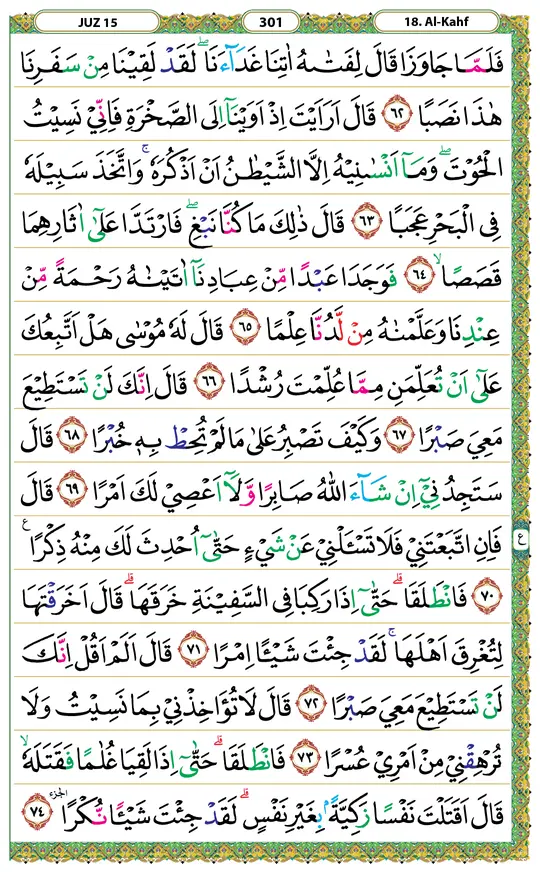 JUZ 15 301 18. Al-Kahf
فَلَمَّا جَاوَزَا قَالَ لِفَتٰىهُ اٰتِنَا غَدَآءَنَا ۖ لَقَدْ لَقِيْنَا مِنْ سَفَرِنَا
هٰذَا نَصَبًا ﴿٦٢﴾ قَالَ اَرَاَيْتَ اِذْ اَوَيْنَآ اِلَى الصَّخْرَةِ فَاِنِّيْ نَسِيْتُ
الْحُوْتَ ۖ وَمَآ اَنْسٰىنِيْهُ اِلَّا الشَّيْطٰنُ اَنْ اَذْكُرَهٗ ۚ وَاتَّخَذَ سَبِيْلَهٗ
فِى الْبَحْرِ عَجَبًا ﴿٦٣﴾ قَالَ ذٰلِكَ مَا كُنَّا نَبْغِ ۖ فَارْتَدَّا عَلٰٓى اٰثَارِهِمَا
قَصَصًا ۙ ﴿٦٤﴾ فَوَجَدَا عَبْدًا مِّنْ عِبَادِنَآ اٰتَيْنٰهُ رَحْمَةً مِّنْ
عِنْدِنَا وَعَلَّمْنٰهُ مِنْ لَّدُنَّا عِلْمًا ﴿٦٥﴾ قَالَ لَهٗ مُوْسٰى هَلْ اَتَّبِعُكَ
عَلٰٓى اَنْ تُعَلِّمَنِ مِمَّا عُلِّمْتَ رُشْدًا ﴿٦٦﴾ قَالَ اِنَّكَ لَنْ تَسْتَطِيْعَ
مَعِيَ صَبْرًا ﴿٦٧﴾ وَكَيْفَ تَصْبِرُ عَلٰى مَا لَمْ تُحِطْ بِهٖ خُبْرًا ﴿٦٨﴾ قَالَ
سَتَجِدُنِيْٓ اِنْ شَآءَ اللّٰهُ صَابِرًا وَّلَآ اَعْصِيْ لَكَ اَمْرًا ﴿٦٩﴾ قَالَ
فَاِنِ اتَّبَعْتَنِيْ فَلَا تَسْـَٔلْنِيْ عَنْ شَيْءٍ حَتّٰٓى اُحْدِثَ لَكَ مِنْهُ ذِكْرًا ع
ع
﴿٧٠﴾ فَانْطَلَقَا ۗ حَتّٰٓى اِذَا رَكِبَا فِى السَّفِيْنَةِ خَرَقَهَا ۗ قَالَ اَخَرَقْتَهَا
لِتُغْرِقَ اَهْلَهَا ۚ لَقَدْ جِئْتَ شَيْـًٔا اِمْرًا ﴿٧١﴾ قَالَ اَلَمْ اَقُلْ اِنَّكَ
لَنْ تَسْتَطِيْعَ مَعِيَ صَبْرًا ﴿٧٢﴾ قَالَ لَا تُؤَاخِذْنِيْ بِمَا نَسِيْتُ وَلَا
تُرْهِقْنِيْ مِنْ اَمْرِيْ عُسْرًا ﴿٧٣﴾ فَانْطَلَقَا ۗ حَتّٰٓى اِذَا لَقِيَا غُلٰمًا فَقَتَلَهٗ ۙ
قَالَ اَقَتَلْتَ نَفْسًا زَكِيَّةً ۢ بِغَيْرِ نَفْسٍ ۗ لَقَدْ جِئْتَ شَيْـًٔا نُّكْرًا الجزء ﴿٧٤﴾